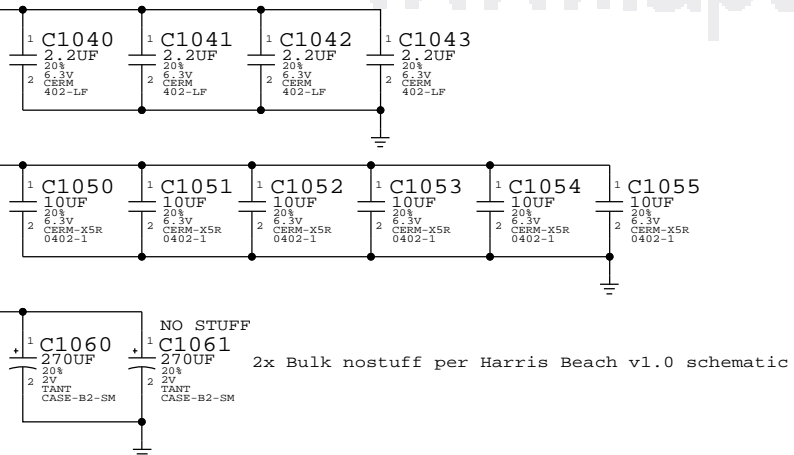 1 C1040
2.2UF
20%
6.3V
2 CERM
402-LF
1 C1041
2.2UF
20%
6.3V
2 CERM
402-LF
1 C1042
2.2UF
20%
6.3V
2 CERM
402-LF
1 C1043
2.2UF
20%
6.3V
2 CERM
402-LF
1 C1050
10UF
20%
6.3V
2 CERM-X5R
0402-1
1 C1051
10UF
20%
6.3V
2 CERM-X5R
0402-1
1 C1052
10UF
20%
6.3V
2 CERM-X5R
0402-1
1 C1053
10UF
20%
6.3V
2 CERM-X5R
0402-1
1 C1054
10UF
20%
6.3V
2 CERM-X5R
0402-1
1 C1055
10UF
20%
6.3V
2 CERM-X5R
0402-1
1 C1060
+ 270UF
20%
2 2V
TANT
CASE-B2-SM
NO STUFF
1 C1061
+ 270UF
20%
2 2V
TANT
CASE-B2-SM
2x Bulk nostuff per Harris Beach v1.0 schematic